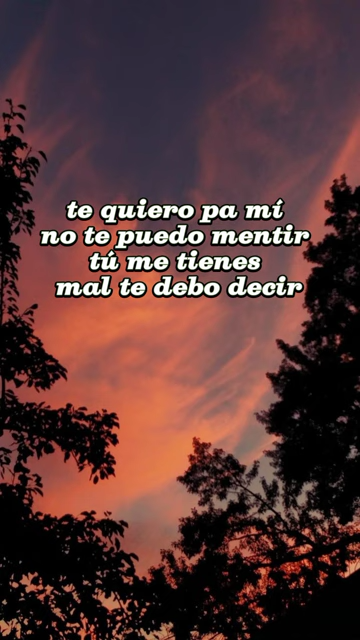 te quiero pa mí
no te puedo mentir
tú me tienes
mal te debo decir